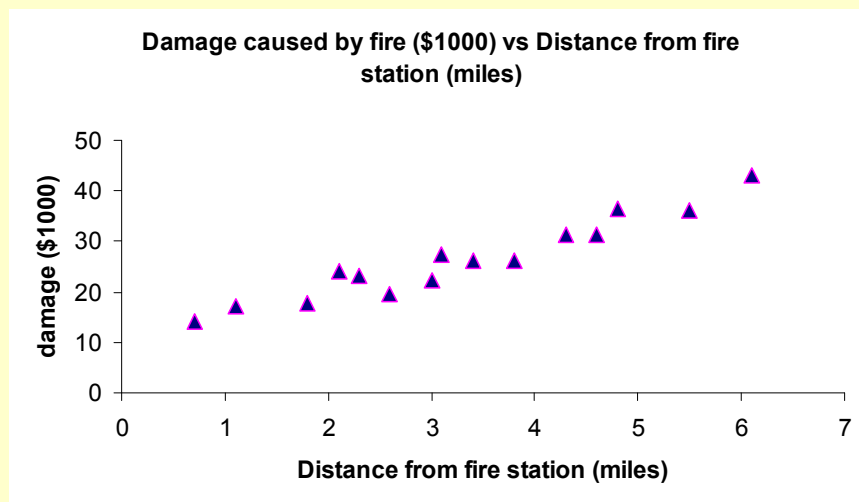 Damage caused by fire ($1000) vs Distance from fire
station (miles)
50
40
30
20
10
0
damage ($1000)
0 1 2 3 4 5 6 7
Distance from fire station (miles)